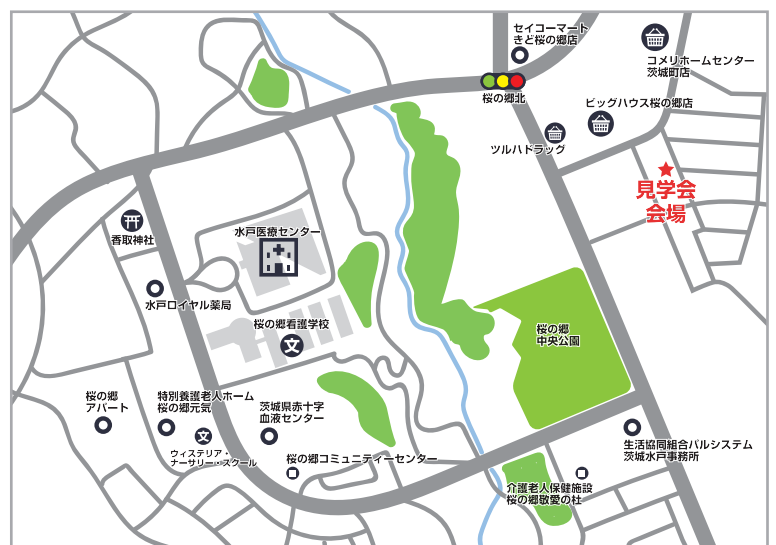 セイコーマート
きど桜の郷店
コメリホームセンター
茨城町店
桜の郷北
ビッグハウス桜の郷店
ツルハドラッグ
見学会
会場
香取神社
水戸医療センター
水戸ロイヤル薬局
桜の郷看護学校
文
桜の郷
中央公園
桜の郷
アパート
特別養護老人ホーム
桜の郷元気
文
ウィステリア・
ナーサリー・スクール
茨城県赤十字
血液センター
桜の郷コミュニティーセンター
生活協同組合パルシステム
茨城水戸事務所
介護老人保健施設
桜の郷敬愛の杜